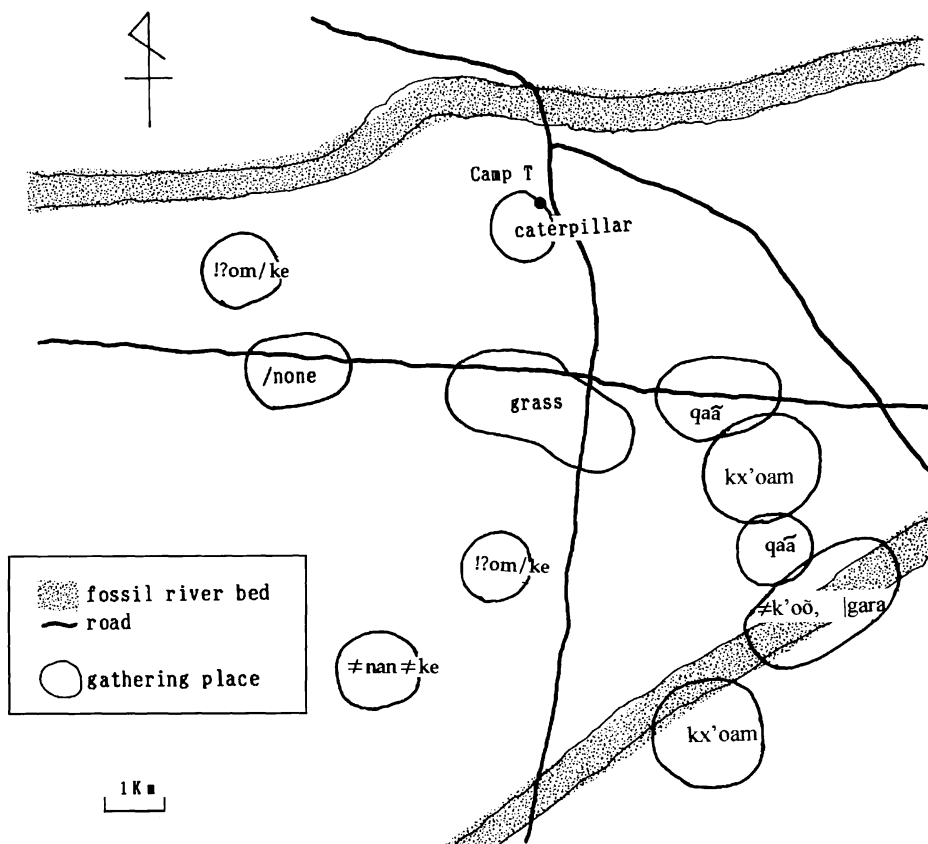 Camp T
caterpillar
!?om/ke
/none
grass
qaã
kx'oam
!?om/ke
qaã
≠k'oõ, |gara
≠nan≠ke
kx'oam
fossil river bed
road
gathering place
1Km